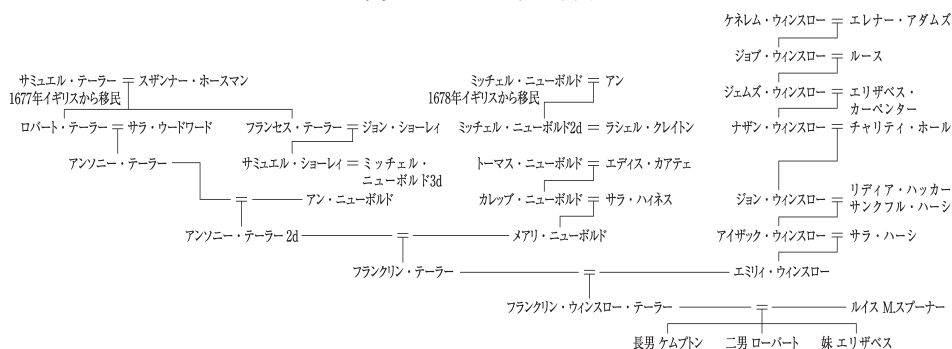 ケネレム・ウィンスロー = エレナー・アダムズ
ジョブ・ウィンスロー = ルース
サミュエル・テーラー = スザンナー・ホースマン
1677年イギリスから移民
ミッチェル・ニューボルド = アン
1678年イギリスから移民
ジェムズ・ウィンスロー = エリザベス・
カーペンター
ロバート・テーラー = サラ・ウードワード
フランセス・テーラー = ジョン・ショーレィ
ミッチェル・ニューボルド2d = ラシェル・クレイトン
ナザン・ウィンスロー = チャリティ・ホール
アンソニー・テーラー
サミュエル・ショーレィ = ミッチェル・
ニューボルド3d
トーマス・ニューボルド = エディス・カアテェ
アン・ニューボルド
カレッブ・ニューボルド = サラ・ハイネス
ジョン・ウィンスロー = リディア・ハッカー
サンクフル・ハーシ
アンソニー・テーラー 2d = メアリ・ニューボルド
アイザック・ウィンスロー = サラ・ハーシ
フランクリン・テーラー = エミリィ・ウィンスロー
フランクリン・ウィンスロー・テーラー = ルイス M.スプーナー
長男 ケムプトン 二男 ローバート 妹 エリザベス